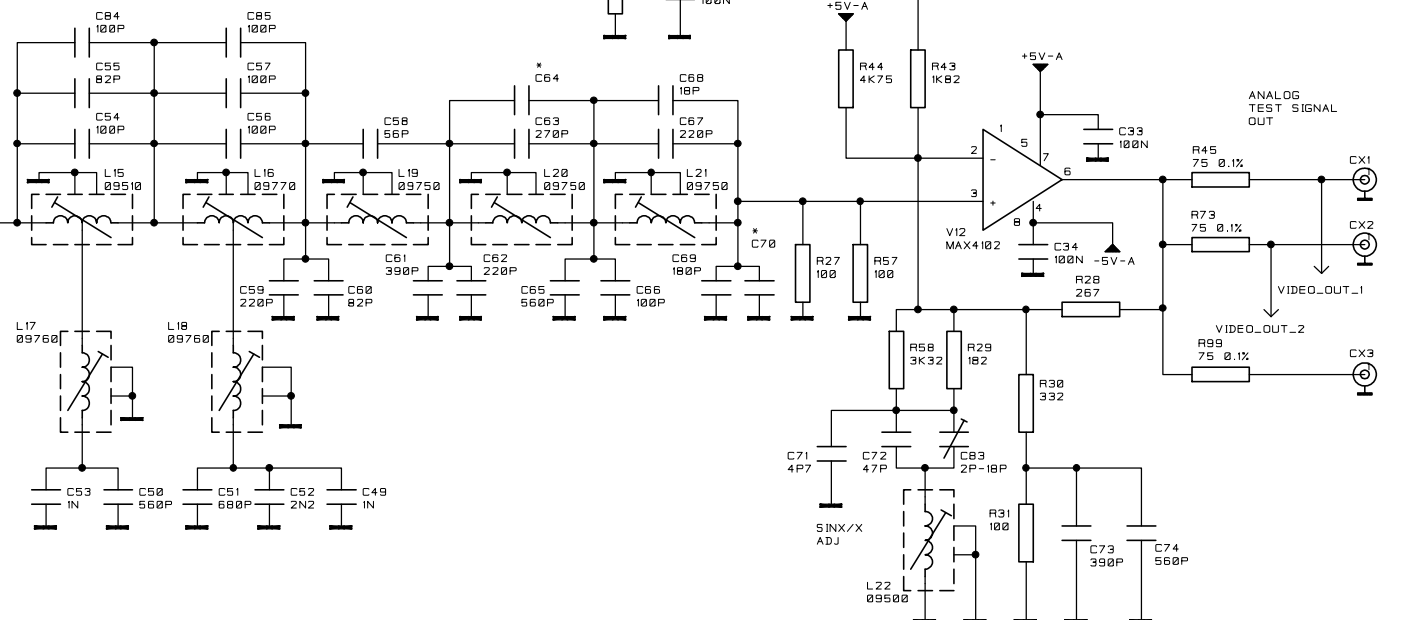 C84
100P
C85
100P
C55
82P
C57
100P
C54
100P
C56
100P
C58
56P
*
C64
C68
18P
C63
270P
C67
220P
L15
09510
L16
09770
L19
09750
L20
09750
L21
09750
C59
220P
C60
82P
C61
390P
C62
220P
C65
560P
C66
100P
C69
180P
*
C70
L17
09760
L18
09760
C53
1N
C50
560P
C51
680P
C52
2N2
C49
1N
100N
+5V-A
R44
4K75
R43
1K82
+5V-A
C33
100N
1
5
7
2
-
3
+
6
4
8
V12
MAX4102
C34
100N
-5V-A
R27
100
R57
100
R28
267
ANALOG
TEST SIGNAL
OUT
R45
75 0.1%
CX1
1
R73
75 0.1%
CX2
1
VIDEO_OUT_1
VIDEO_OUT_2
R99
75 0.1%
CX3
1
R58
3K32
R29
182
R30
332
C71
4P7
C72
47P
C83
2P-18P
SINX/X
ADJ
L22
09500
R31
100
C73
390P
C74
560P